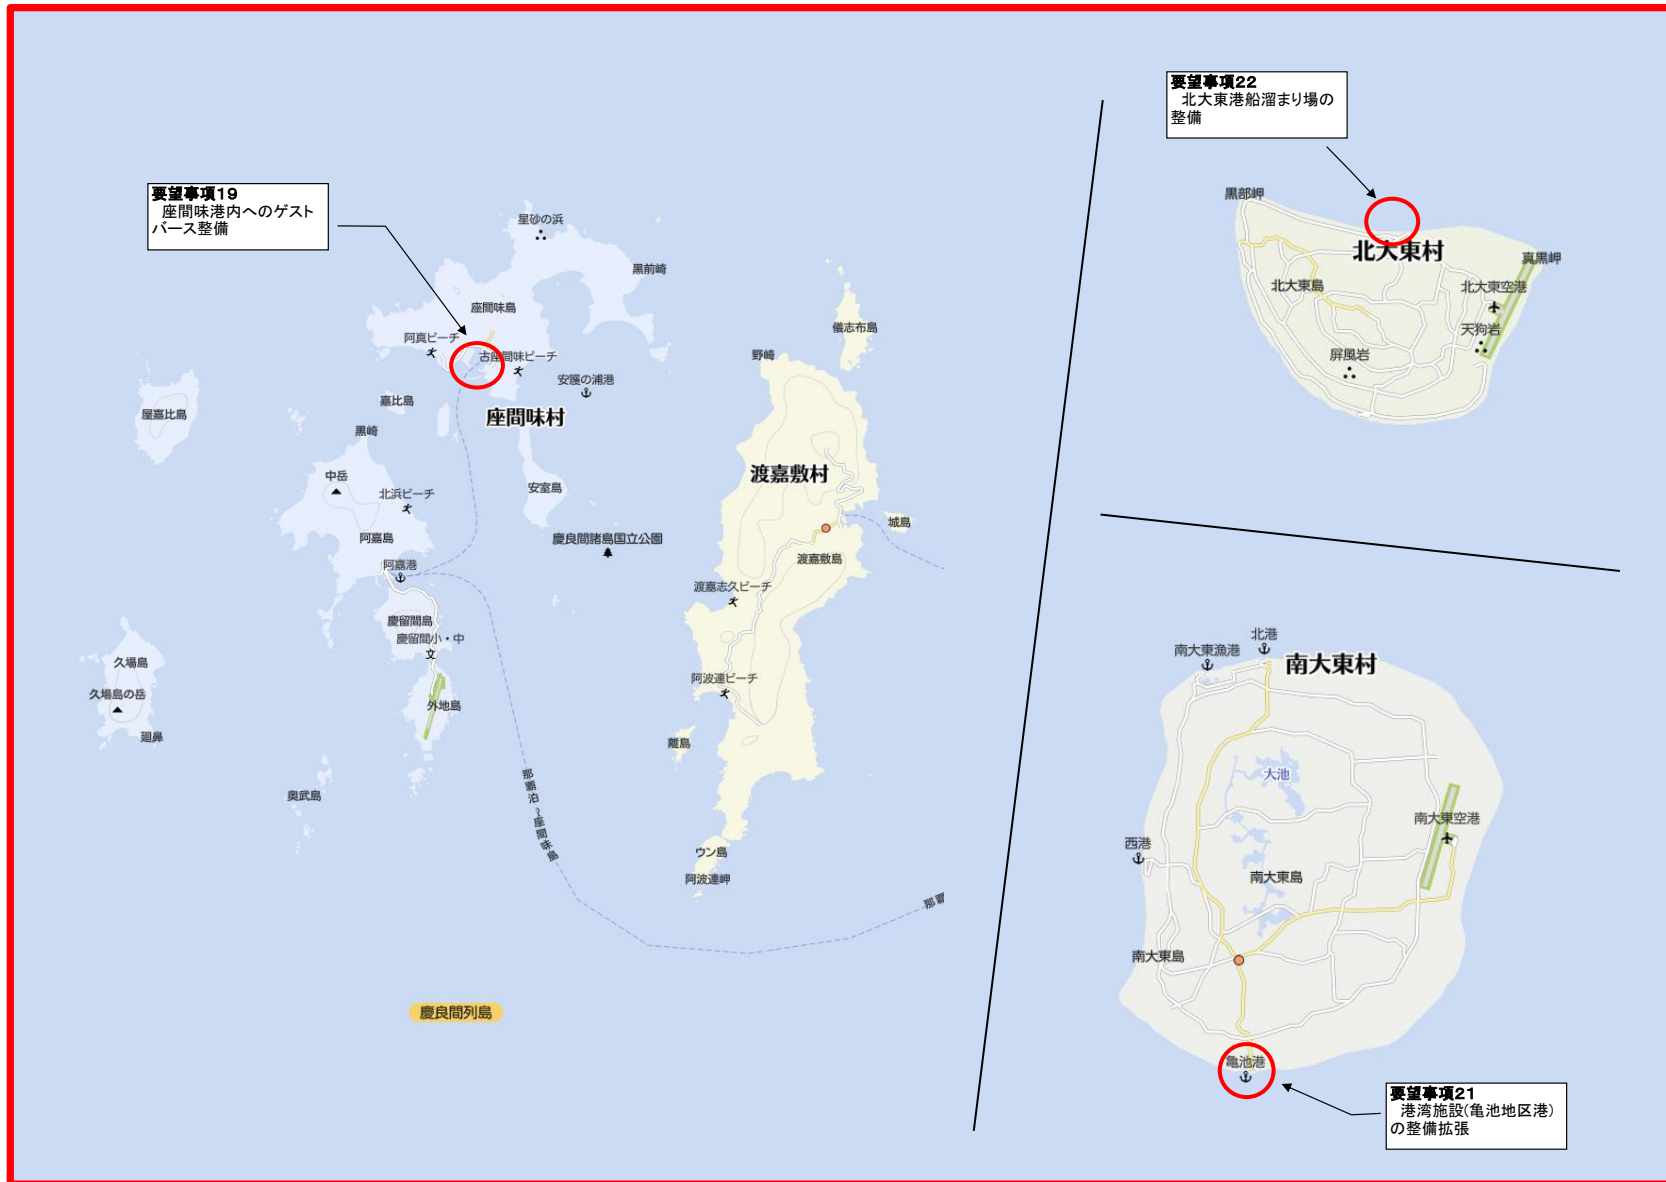 要望事項19
座間味港内へのゲスト
バース整備
星砂の浜
黒前崎
座間味島
阿真ビーチ
古座間味ビーチ
安護の浦港
嘉比島
座間味村
屋嘉比島
黒崎
中岳
北浜ビーチ
安室島
阿嘉島
慶良間諸島国立公園
阿嘉港
慶留間島
慶留間小・中
文
久場島
久場島の岳
廻鼻
外地島
奥武島
那覇泊~座間味島
慶良間列島
儀志布島
野崎
渡嘉敷村
城島
渡嘉敷島
渡嘉志久ビーチ
阿波連ビーチ
離島
ウン島
阿波連岬
那覇
要望事項22
北大東港船溜まり場の
整備
黒部岬
北大東村
真黒岬
北大東島
北大東空港
天狗岩
屏風岩
北港
南大東漁港
南大東村
大池
南大東空港
西港
南大東島
南大東島
亀池港
要望事項21
港湾施設(亀池地区港)
の整備拡張